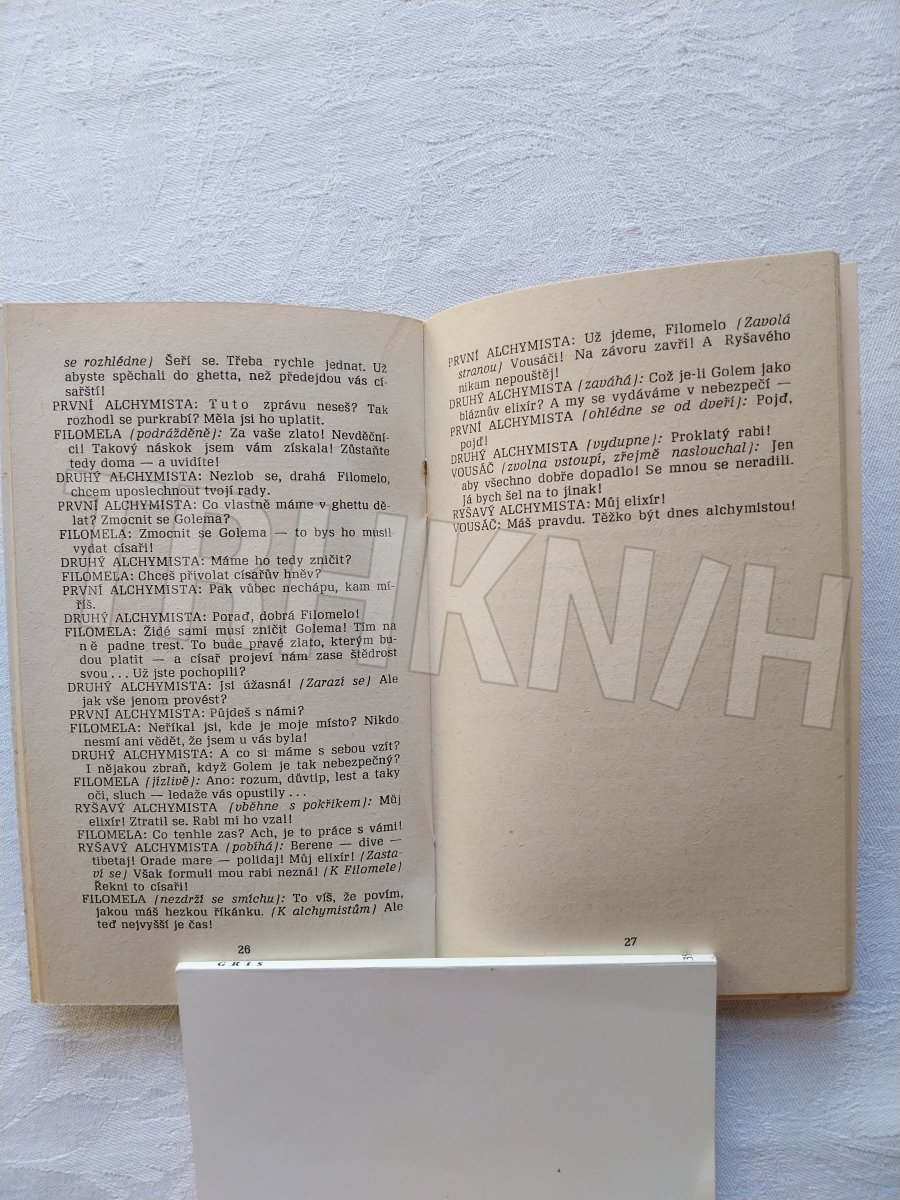 se rozhlédne) Šeří se. Třeba rychle jednat. Už
abyste spěchali do ghetta, než předejdou vás cí-
sařští!
PRVNÍ ALCHYMISTA: Tuto zprávu neseš? Tak
rozhodl se purkrabí? Měla jsi ho uplatit.
FILOMELA (podrážděně): Za vaše zlato! Nevděční-
ci! Takový náskok jsem vám získala! Zůstaňte
tedy doma — a uvidíte!
DRUHÝ ALCHYMISTA: Nezlob se, drahá Filomelo,
chcem uposlechnout tvojí rady.
PRVNÍ ALCHYMISTA: Co vlastně máme v ghettu dě-
lat? Zmocnit se Golema?
FILOMELA: Zmocnit se Golema — to bys ho musil
vydat císaři!
DRUHÝ ALCHYMISTA: Máme ho tedy zničit?
FILOMELA: Chceš přivolat císařův hněv?
PRVNÍ ALCHYMISTA: Pak vůbec nechápu, kam mí-
říš.
DRUHÝ ALCHYMISTA: Poraď, dobrá Filomelo!
FILOMELA: Židé sami musí zničit Golema! Tím na
ně padne trest. To bude pravé zlato, kterým bu-
dou platit — a císař projeví nám zase štědrost
svou . . . Už jste pochopili?
DRUHÝ ALCHYMISTA: Jsi úžasná! (Zarazí se) Ale
jak vše jenom provést?
PRVNÍ ALCHYMISTA: Půjdeš s námi?
FILOMELA: Neříkal jsi, kde je moje místo? Nikdo
nesmí ani vědět, že jsem u vás byla!
DRUHÝ ALCHYMISTA: A co si máme s sebou vzít?
I nějakou zbraň, když Golem je tak nebezpečný?
FILOMELA (jízlivě): Ano: rozum, důvtip, lest a taky
oči, sluch — ledaže vás opustily . . .
RYŠAVÝ ALCHYMISTA (vběhne s pokřikem): Můj
elixír! Ztratil se. Rabi mi ho vzal!
FILOMELA: Co tenhle zas? Ach, je to práce s vámi!
RYŠAVÝ ALCHYMISTA (pobíhá): Berene — dive —
tibetaj! Orade mare — polidaj! Můj elixír! (Zasta-
ví se) Však formuli mou rabi nezná! (K Filomele)
Řekni to císaři!
FILOMELA (nezdrží se smíchu): To víš, že povím,
jakou máš hezkou říkánku. (K alchymistům) Ale
teď nejvyšší je čas!
26
PRVNÍ ALCHYMISTA: Už jdeme, Filomelo (Zavolá
stranou) Vousáči! Na závoru zavři! A Ryšavého
nikam nepouštěj!
DRUHÝ ALCHYMISTA (zaváhá): Což je-li Golem jako
bláznův elixír? A my se vydáváme v nebezpečí —
PRVNÍ ALCHYMISTA (ohlédne se od dveří): Pojď,
pojď!
DRUHÝ ALCHYMISTA (vydupne): Proklatý rabi!
VOUSÁČ (zvolna vstoupí, zřejmě naslouchal): Jen
aby všechno dobře dopadlo! Se mnou se neradili.
Já bych šel na to jinak!
RYŠAVÝ ALCHYMISTA: Můj elixír!
VOUSÁČ: Máš pravdu. Těžko být dnes alchymistou!
27